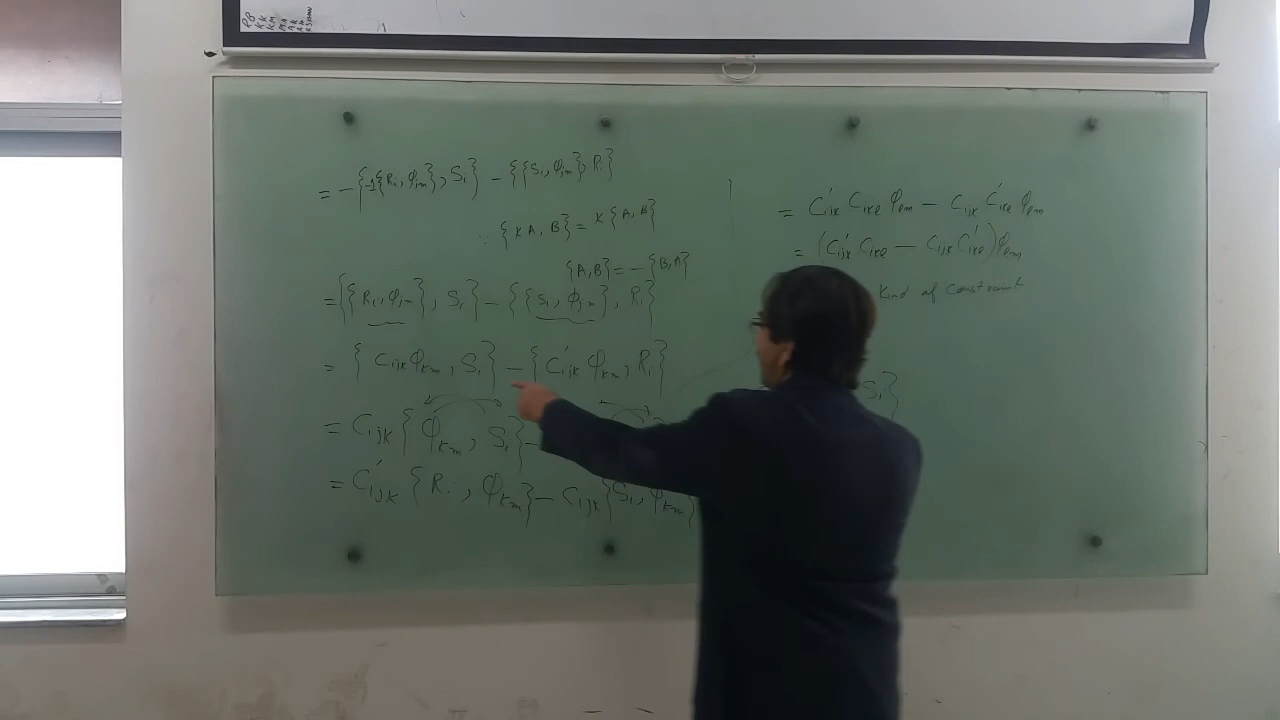 = -{-1{R_i, φ_jm}, S_i} - {{S_i, φ_jm}, R_i}
∵ {KA, B} = K{A, B}
{A,B} = -{B,A}
= {{R_i, φ_jm}, S_i} - {{S_i, φ_jm}, R_i}
= {C_ijk φ_km, S_i} - {C'_ijk φ_km, R_i}
= C_ijk {φ_km, S_i} -
= C'_ijk {R_i, φ_km} - C_ijk {S_i, φ_km}
= C'_ijk C_ikl φ_lm - C_ijk C'_ikl φ_lm
= (C'_ijk C_ikl - C_ijk C'_ikl) φ_lm
kind of constraint
S_i}